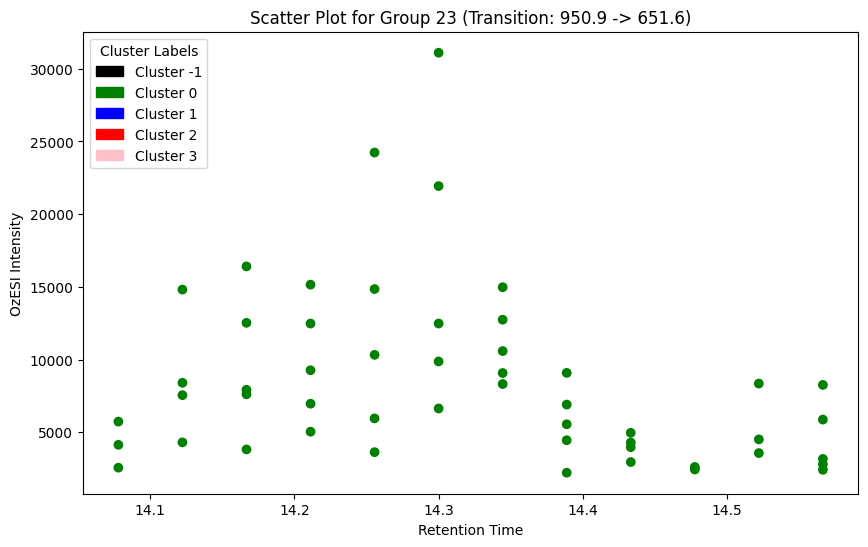 Scatter Plot for Group 23 (Transition: 950.9 -> 651.6)
Cluster Labels
Cluster -1
Cluster 0
Cluster 1
Cluster 2
Cluster 3
OzESI Intensity
30000
25000
20000
15000
10000
5000
14.1
14.2
14.3
14.4
14.5
Retention Time